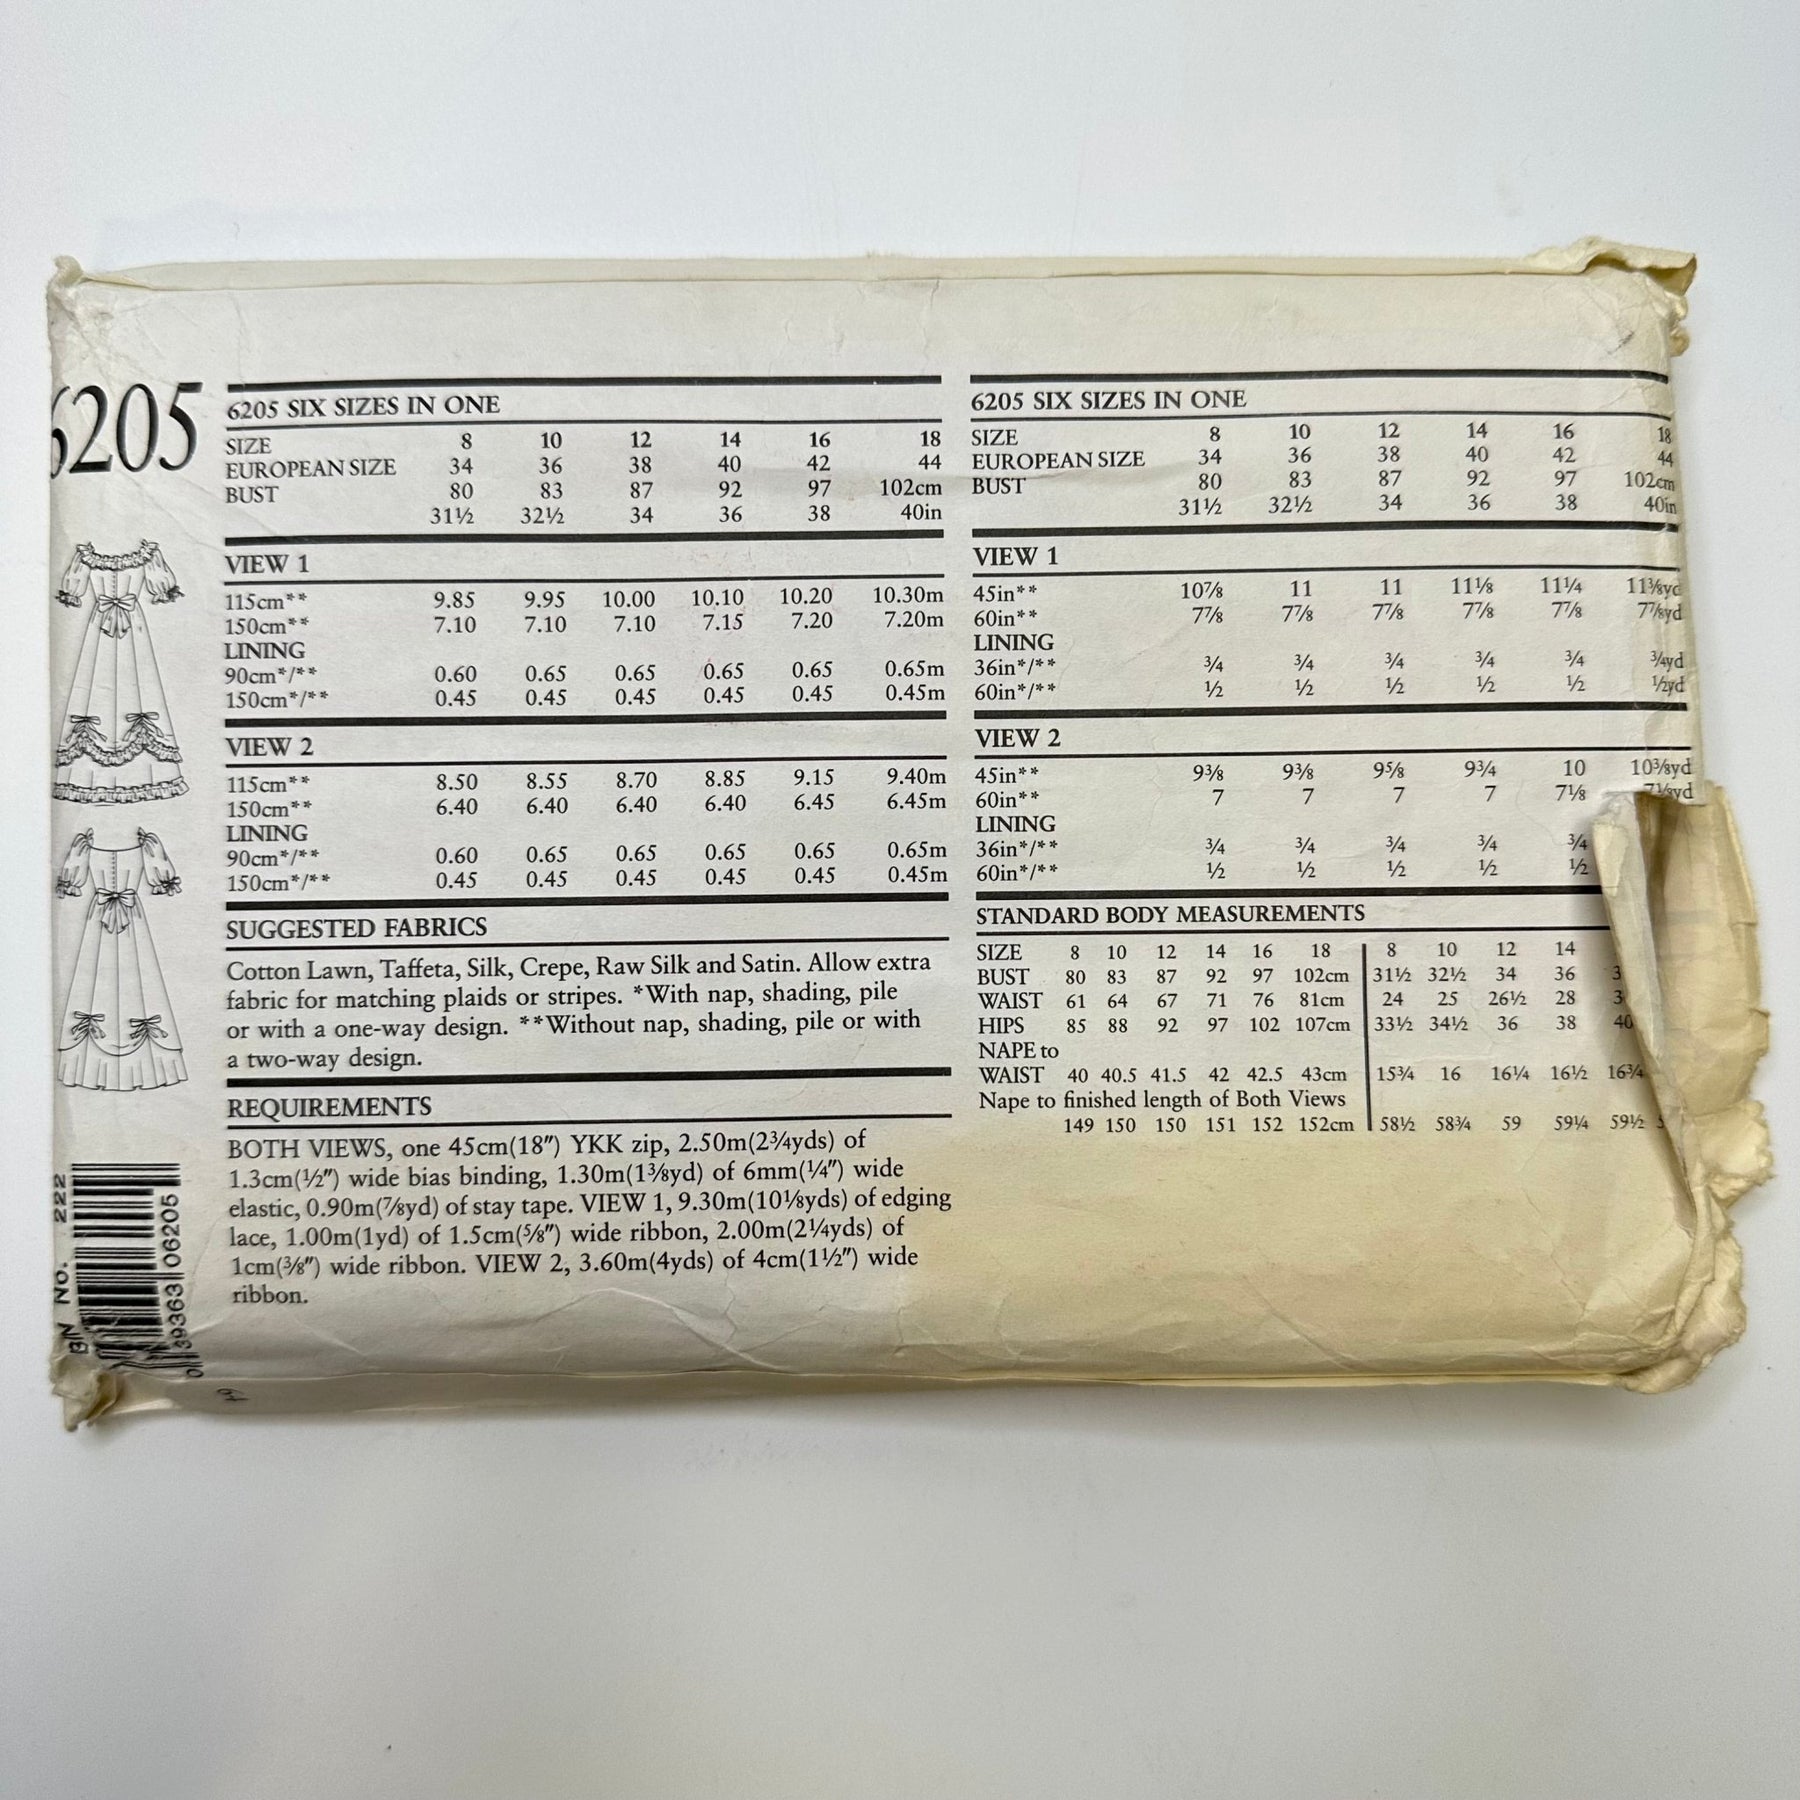 6205
6205 SIX SIZES IN ONE
SIZE 8 10 12 14 16 18
EUROPEAN SIZE 34 36 38 40 42 44
BUST 80 83 87 92 97 102cm
31½ 32½ 34 36 38 40in
VIEW 1
115cm** 9.85 9.95 10.00 10.10 10.20 10.30m
150cm** 7.10 7.10 7.10 7.15 7.20 7.20m
LINING
90cm*/** 0.60 0.65 0.65 0.65 0.65 0.65m
150cm*/** 0.45 0.45 0.45 0.45 0.45 0.45m
VIEW 2
115cm** 8.50 8.55 8.70 8.85 9.15 9.40m
150cm** 6.40 6.40 6.40 6.40 6.45 6.45m
LINING
90cm*/** 0.60 0.65 0.65 0.65 0.65 0.65m
150cm*/** 0.45 0.45 0.45 0.45 0.45 0.45m
SUGGESTED FABRICS
Cotton Lawn, Taffeta, Silk, Crepe, Raw Silk and Satin. Allow extra
fabric for matching plaids or stripes. *With nap, shading, pile
or with a one-way design. **Without nap, shading, pile or with
a two-way design.
REQUIREMENTS
BOTH VIEWS, one 45cm(18″) YKK zip, 2.50m(2¾yds) of
1.3cm(½″) wide bias binding, 1.30m(1⅜yd) of 6mm(¼″) wide
elastic, 0.90m(⅞yd) of stay tape. VIEW 1, 9.30m(10⅛yds) of edging
lace, 1.00m(1yd) of 1.5cm(⅝″) wide ribbon, 2.00m(2¼yds) of
1cm(⅜″) wide ribbon. VIEW 2, 3.60m(4yds) of 4cm(1½″) wide
ribbon.
6205 SIX SIZES IN ONE
SIZE 8 10 12 14 16 18
EUROPEAN SIZE 34 36 38 40 42 44
BUST 80 83 87 92 97 102cm
31½ 32½ 34 36 38 40in
VIEW 1
45in** 10⅞ 11 11 11⅛ 11¼ 11⅜yd
60in** 7⅞ 7⅞ 7⅞ 7⅞ 7⅞ 7⅞yd
LINING
36in*/** ¾ ¾ ¾ ¾ ¾ ¾yd
60in*/** ½ ½ ½ ½ ½ ½yd
VIEW 2
45in** 9⅜ 9⅜ 9⅝ 9¾ 10 10⅜yd
60in** 7 7 7 7 7⅛ 7⅛yd
LINING
36in*/** ¾ ¾ ¾ ¾ ¾
60in*/** ½ ½ ½ ½ ½
STANDARD BODY MEASUREMENTS
SIZE 8 10 12 14 16 18 8 10 12 14
BUST 80 83 87 92 97 102cm 31½ 32½ 34 36
WAIST 61 64 67 71 76 81cm 24 25 26½ 28
HIPS 85 88 92 97 102 107cm 33½ 34½ 36 38 40
NAPE to
WAIST 40 40.5 41.5 42 42.5 43cm 15¾ 16 16¼ 16½ 16¾
Nape to finished length of Both Views
149 150 150 151 152 152cm 58½ 58¾ 59 59¼ 59½
B/N No. 222
0 39363 06205